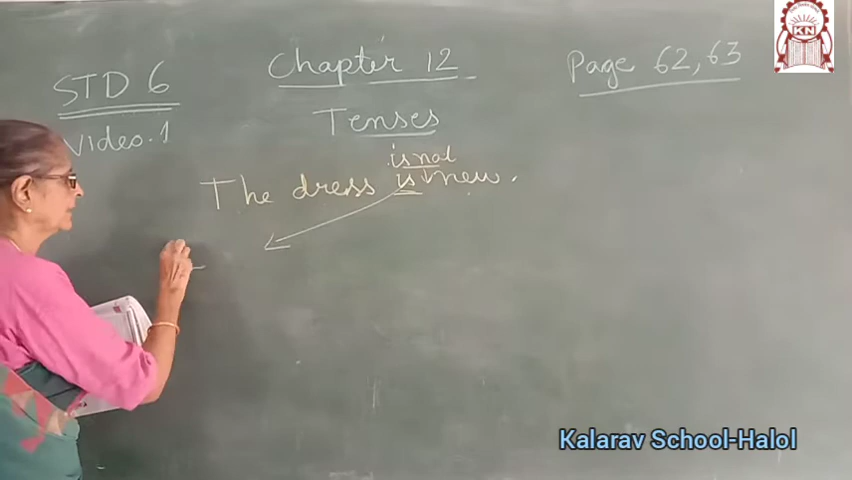 STD 6 Chapter 12 Page 62, 63
Video.1 Tenses
is not
The dress is new.
KN
Kalarav School-Halol